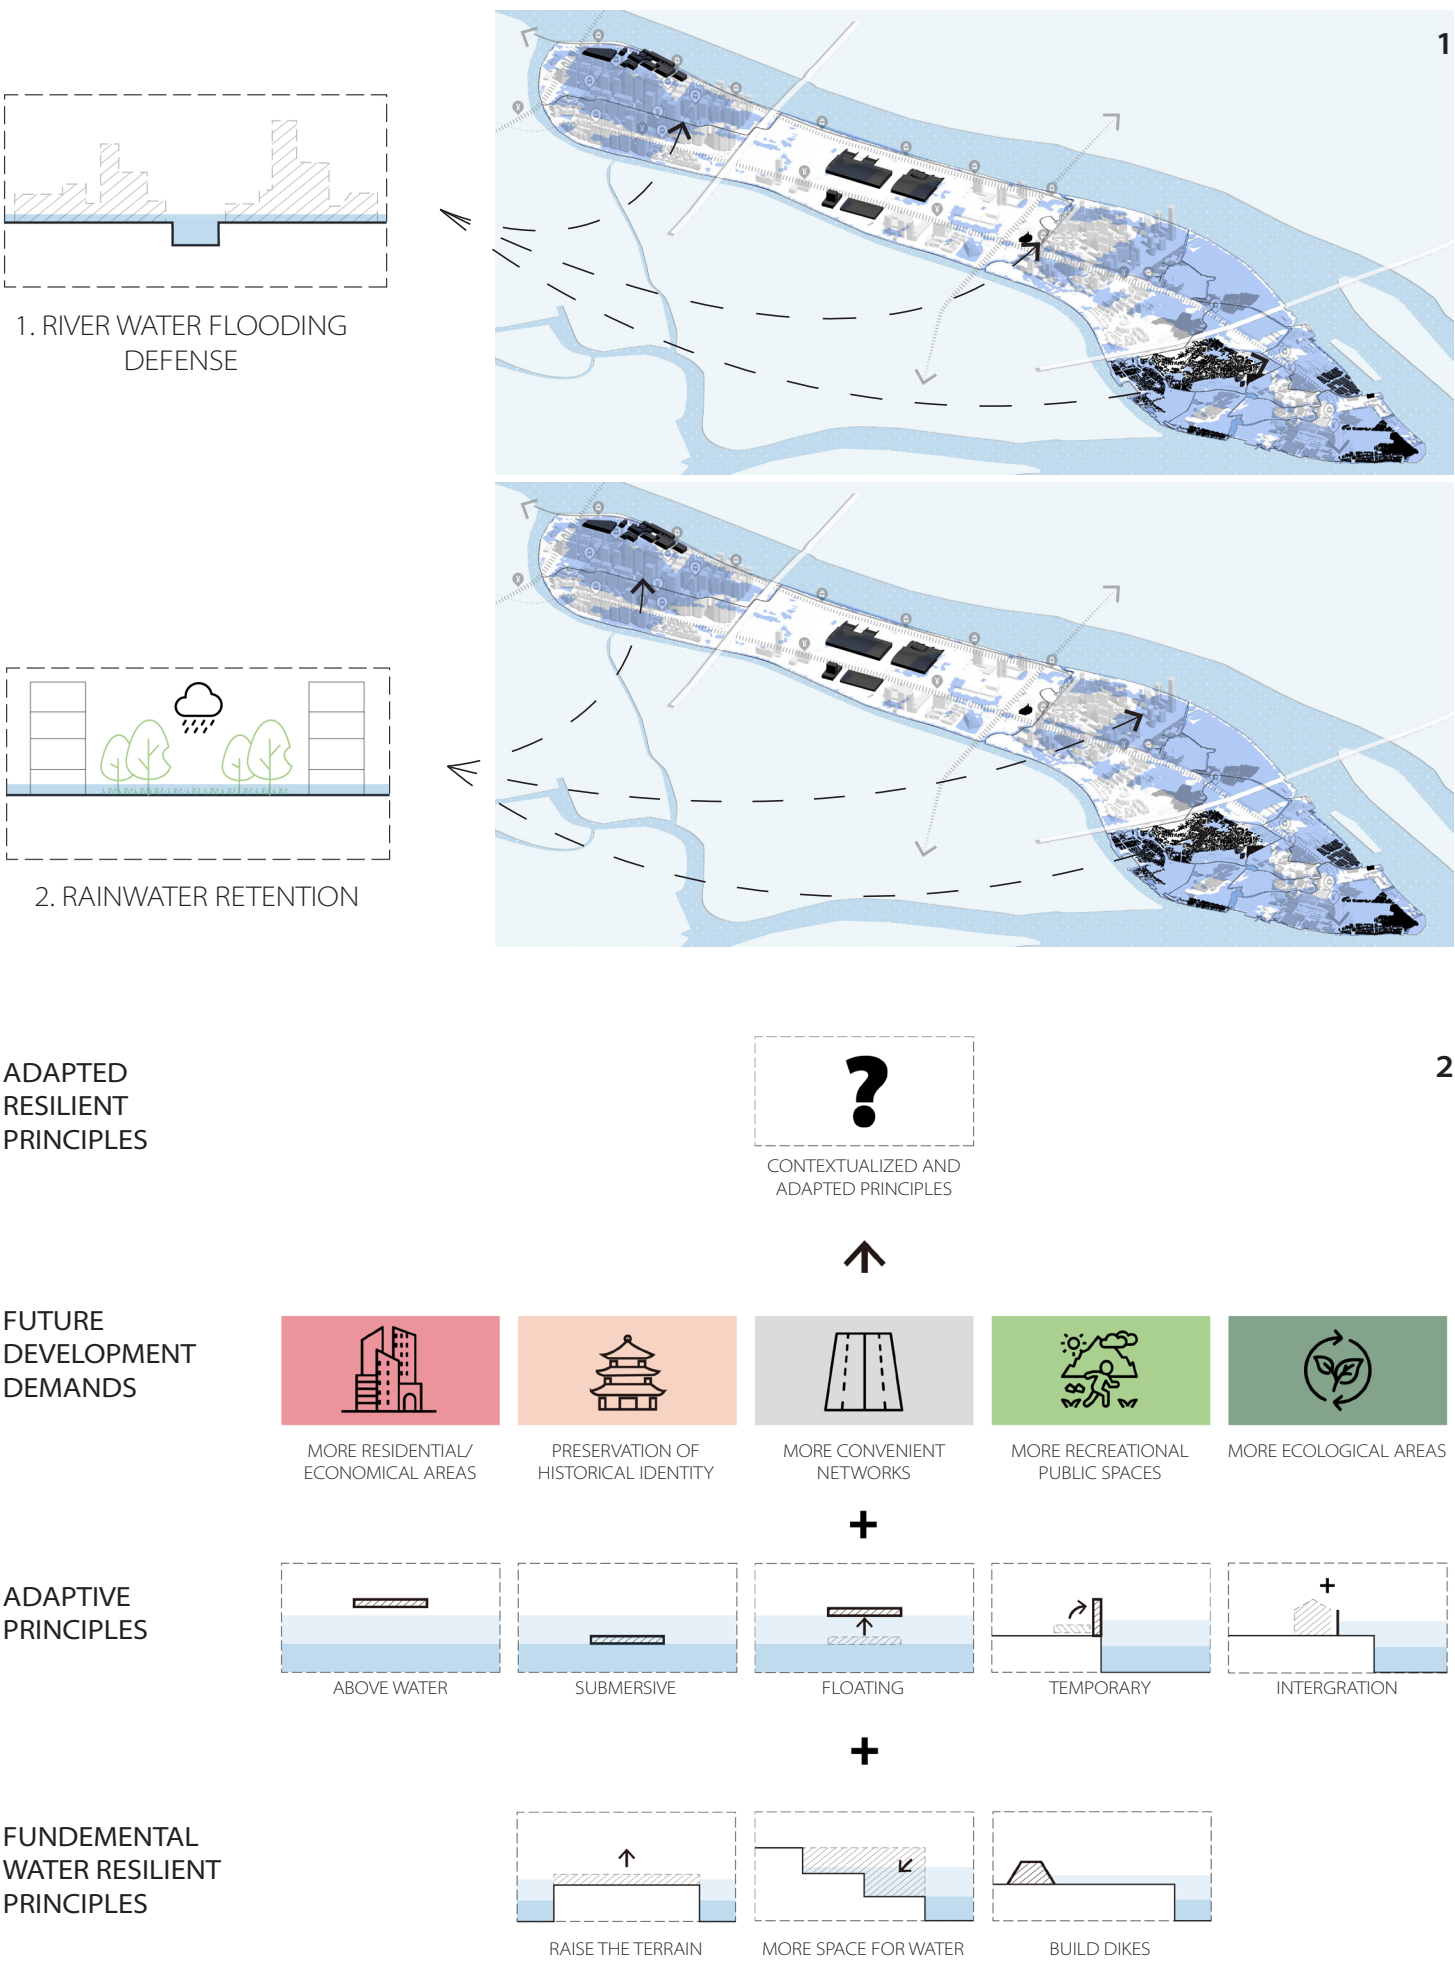 1
1. RIVER WATER FLOODING
DEFENSE
2. RAINWATER RETENTION
2
ADAPTED
RESILIENT
PRINCIPLES
?
CONTEXTUALIZED AND
ADAPTED PRINCIPLES
FUTURE
DEVELOPMENT
DEMANDS
MORE RESIDENTIAL/
ECONOMICAL AREAS
PRESERVATION OF
HISTORICAL IDENTITY
MORE CONVENIENT
NETWORKS
MORE RECREATIONAL
PUBLIC SPACES
MORE ECOLOGICAL AREAS
+
ADAPTIVE
PRINCIPLES
+
ABOVE WATER
SUBMERSIVE
FLOATING
TEMPORARY
INTERGRATION
+
FUNDEMENTAL
WATER RESILIENT
PRINCIPLES
RAISE THE TERRAIN
MORE SPACE FOR WATER
BUILD DIKES